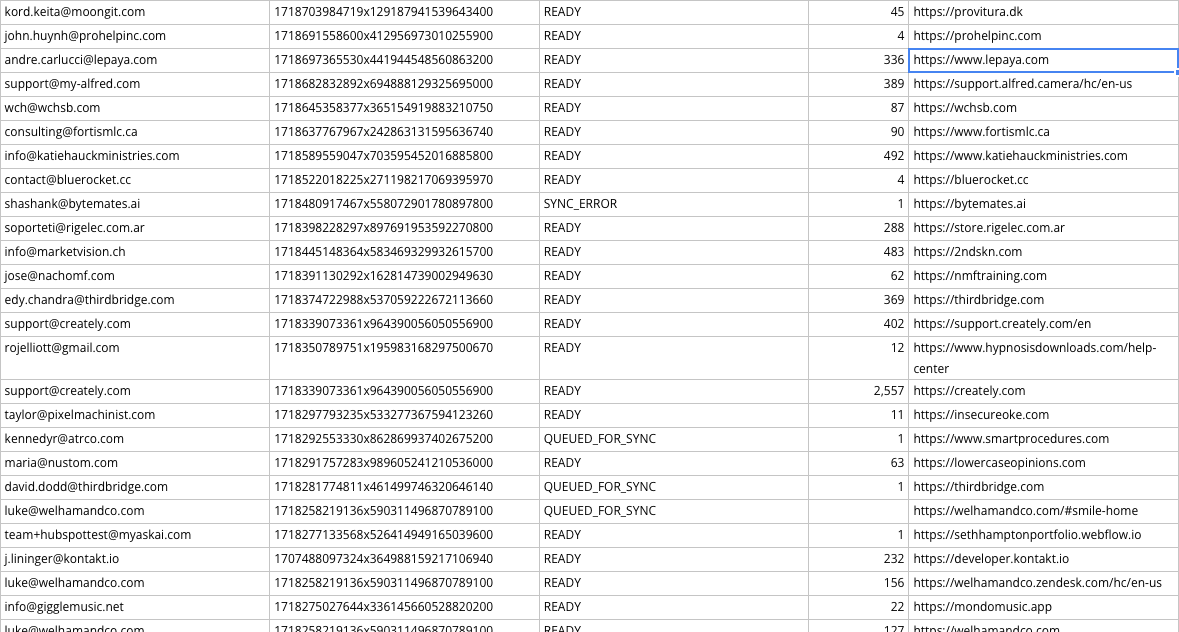 kord.keita@moongit.com 1718703984719x129187941539643400 READY 45 https://provitura.dk
john.huynh@prohelpinc.com 1718691558600x412956973010255900 READY 4 https://prohelpinc.com
andre.carlucci@lepaya.com 1718697365530x441944548560863200 READY 336 https://www.lepaya.com
support@my-alfred.com 1718682832892x694888129325695000 READY 389 https://support.alfred.camera/hc/en-us
wch@wchsb.com 1718645358377x365154919883210750 READY 87 https://wchsb.com
consulting@fortismlc.ca 1718637767967x242863131595636740 READY 90 https://www.fortismlc.ca
info@katiehauckministries.com 1718589559047x703595452016885800 READY 492 https://www.katiehauckministries.com
contact@bluerocket.cc 1718522018225x271198217069395970 READY 4 https://bluerocket.cc
shashank@bytemates.ai 1718480917467x558072901780897800 SYNC_ERROR 1 https://bytemates.ai
soporteti@rigelec.com.ar 1718398228297x897691953592270800 READY 288 https://store.rigelec.com.ar
info@marketvision.ch 1718445148364x583469329932615700 READY 483 https://2ndskn.com
jose@nachomf.com 1718391130292x162814739002949630 READY 62 https://nmftraining.com
edy.chandra@thirdbridge.com 1718374722988x537059222672113660 READY 369 https://thirdbridge.com
support@creately.com 1718339073361x964390056050556900 READY 402 https://support.creately.com/en
rojelliott@gmail.com 1718350789751x195983168297500670 READY 12 https://www.hypnosisdownloads.com/help-
center
support@creately.com 1718339073361x964390056050556900 READY 2,557 https://creately.com
taylor@pixelmachinist.com 1718297793235x533277367594123260 READY 11 https://insecureoke.com
kennedyr@atrco.com 1718292553330x862869937402675200 QUEUED_FOR_SYNC 1 https://www.smartprocedures.com
maria@nustom.com 1718291757283x989605241210536000 READY 63 https://lowercaseopinions.com
david.dodd@thirdbridge.com 1718281774811x461499746320646140 QUEUED_FOR_SYNC 1 https://thirdbridge.com
luke@welhamandco.com 1718258219136x590311496870789100 QUEUED_FOR_SYNC https://welhamandco.com/#smile-home
team+hubspottest@myaskai.com 1718277133568x526414949165039600 READY 1 https://sethhamptonportfolio.webflow.io
j.lininger@kontakt.io 1707488097324x364988159217106940 READY 232 https://developer.kontakt.io
luke@welhamandco.com 1718258219136x590311496870789100 READY 156 https://welhamandco.zendesk.com/hc/en-us
info@gigglemusic.net 1718275027644x336145660528820200 READY 22 https://mondomusic.app
luke@welhamandco.com 1718258219136x590311496870789100 READY 127 https://welhamandco.com